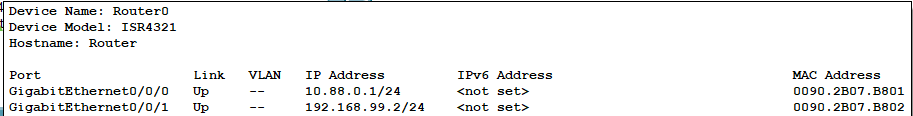 Device Name: Router0
Device Model: ISR4321
Hostname: Router
Port Link VLAN IP Address IPv6 Address MAC Address
GigabitEthernet0/0/0 Up -- 10.88.0.1/24 <not set> 0090.2B07.B801
GigabitEthernet0/0/1 Up -- 192.168.99.2/24 <not set> 0090.2B07.B802